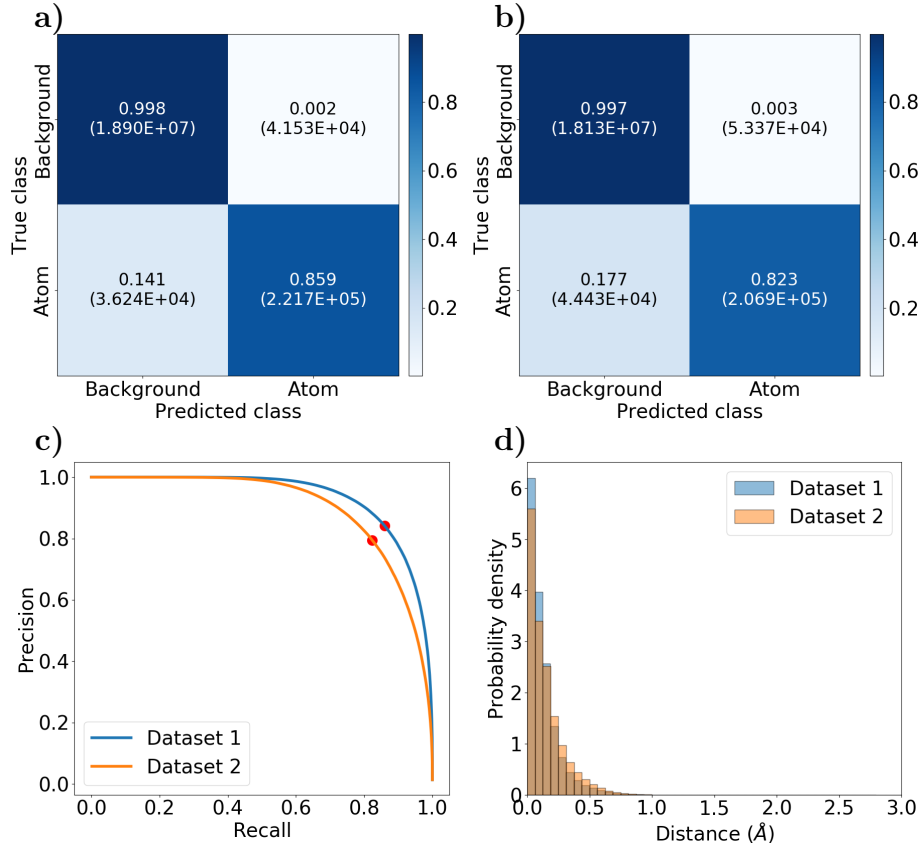 a)
True class
Background
Atom
0.998
(1.890E+07)
0.002
(4.153E+04)
0.141
(3.624E+04)
0.859
(2.217E+05)
Background
Atom
Predicted class
0.8
0.6
0.4
0.2
b)
True class
Background
Atom
0.997
(1.813E+07)
0.003
(5.337E+04)
0.177
(4.443E+04)
0.823
(2.069E+05)
Background
Atom
Predicted class
0.8
0.6
0.4
0.2
c)
Precision
1.0
0.8
0.6
0.4
0.2
0.0
Dataset 1
Dataset 2
0.0
0.2
0.4
0.6
0.8
1.0
Recall
d)
Probability density
6
5
4
3
2
1
0
Dataset 1
Dataset 2
0.0
0.5
1.0
1.5
2.0
2.5
3.0
Distance (Å)